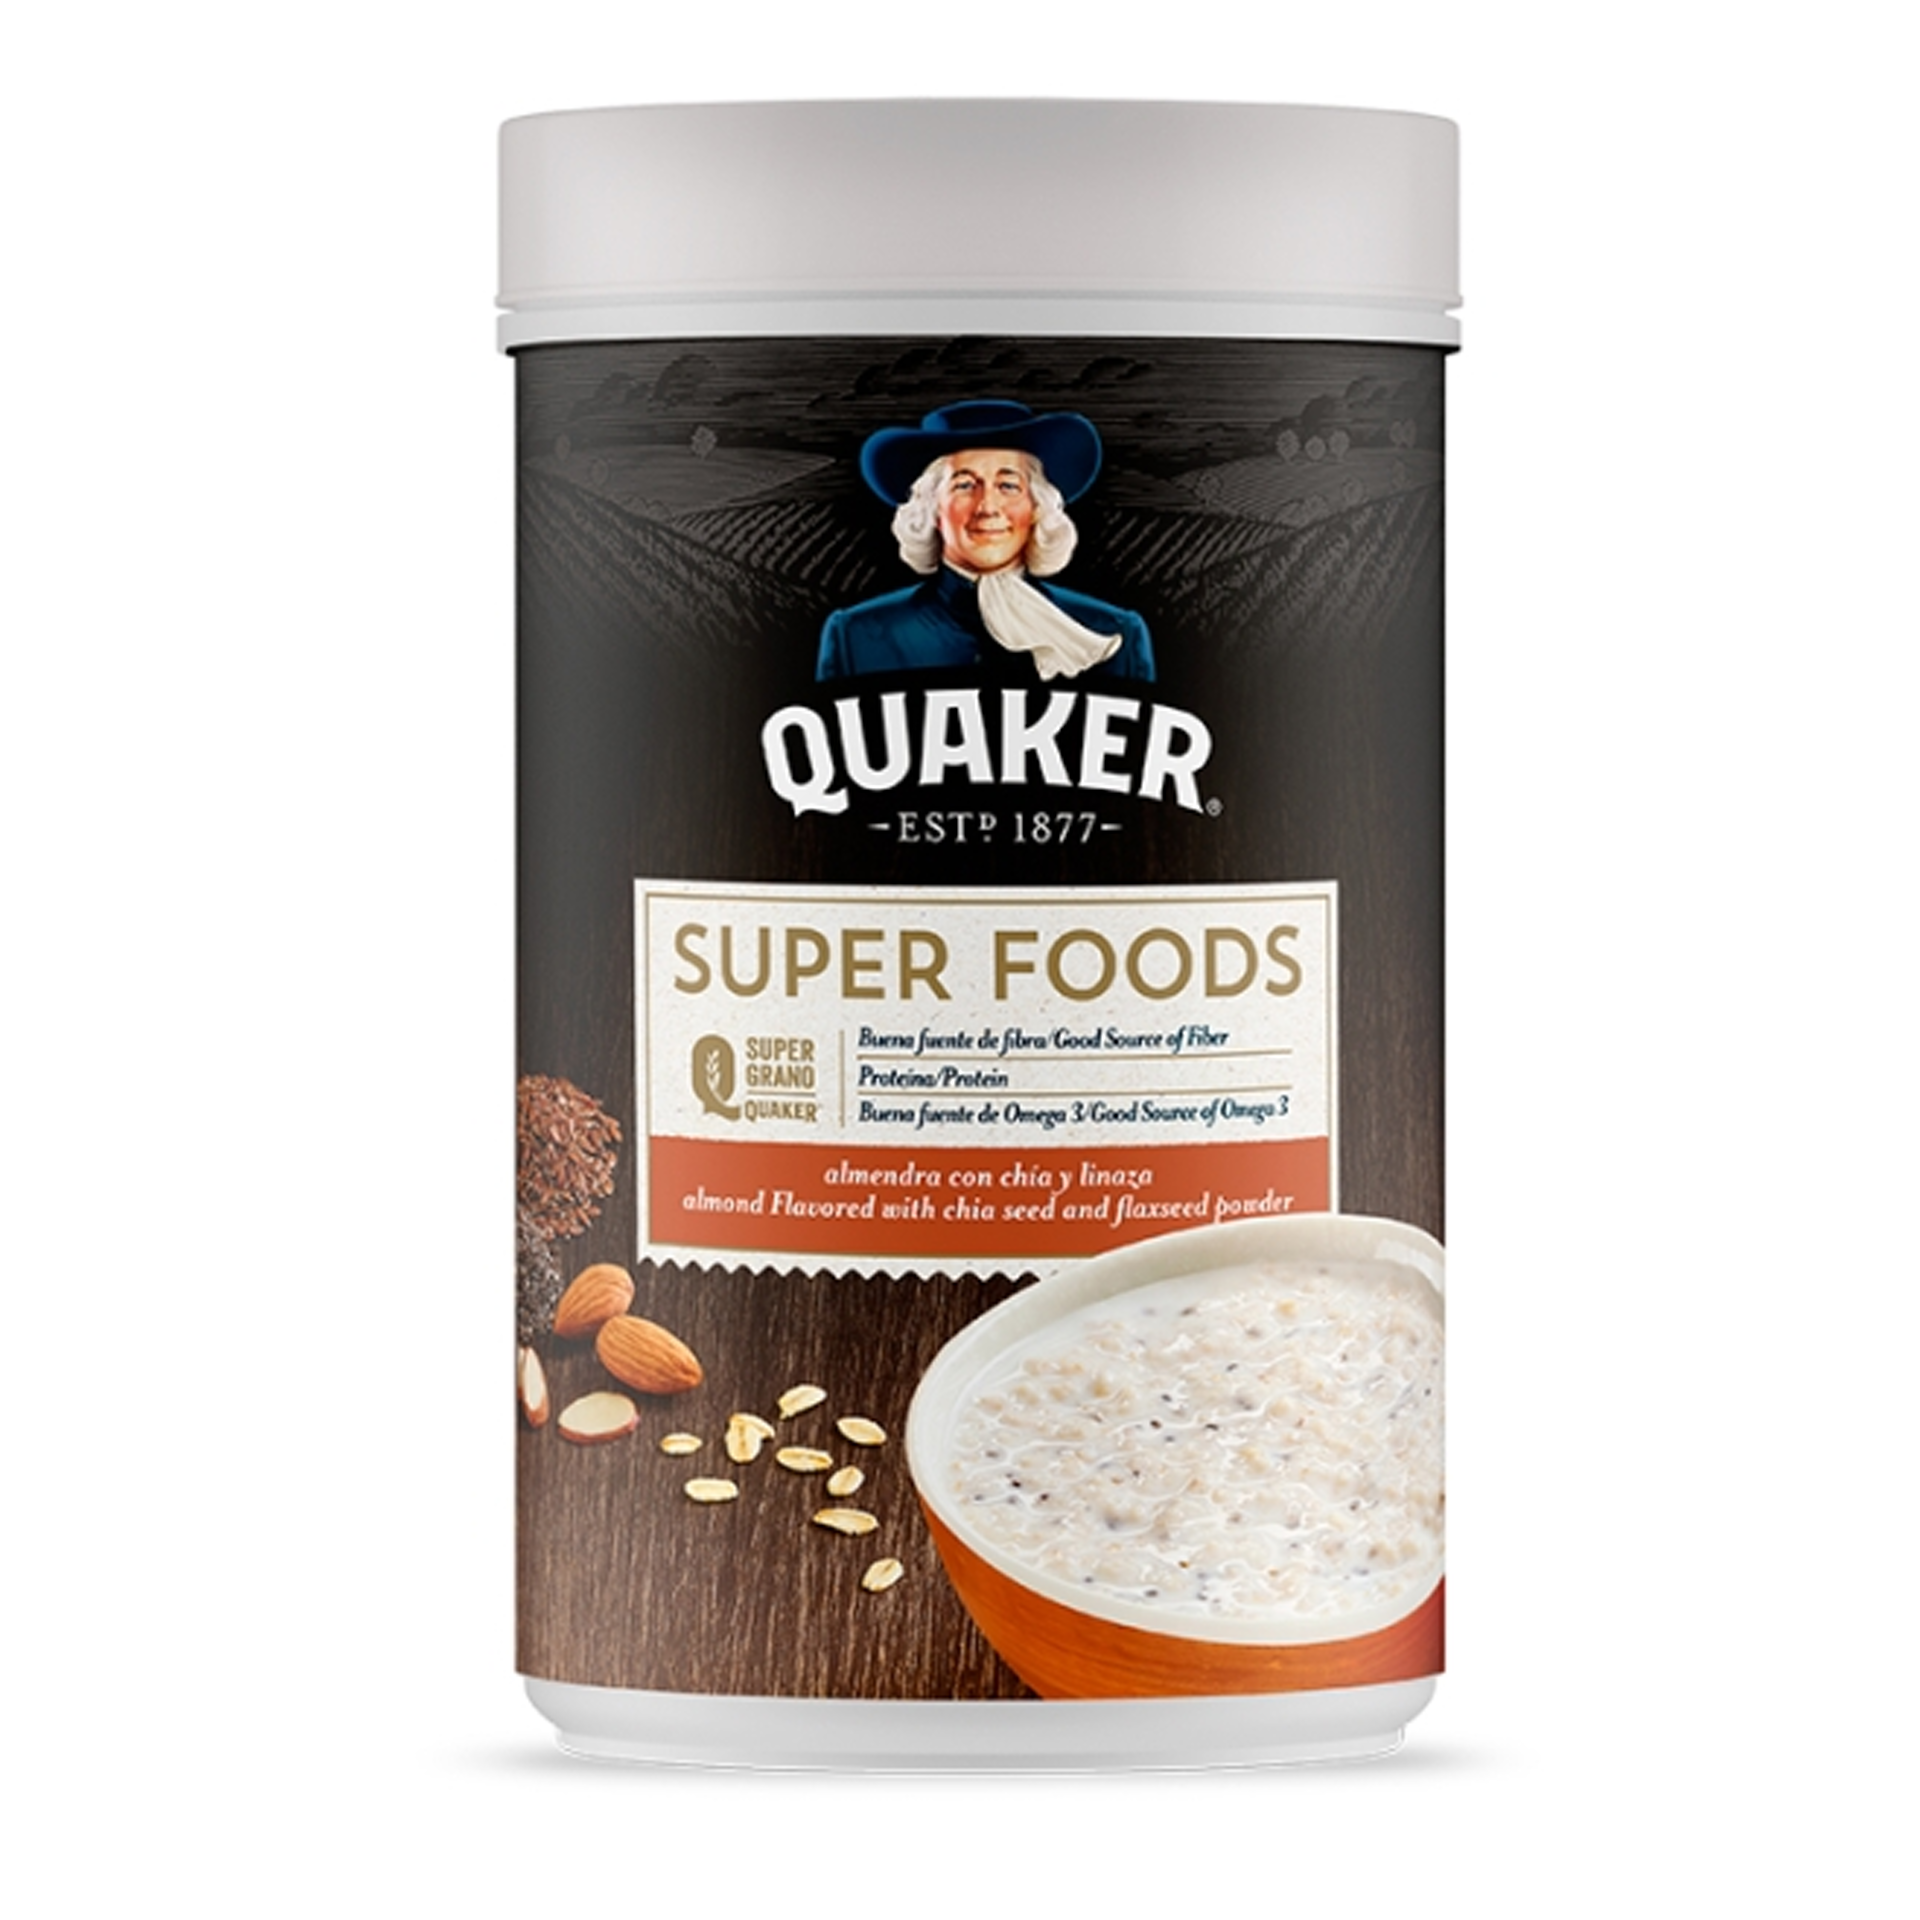 QUAKER®
-ESTD 1877-
SUPER FOODS
SUPER
GRANO
QUAKER
Buena fuente de fibra/Good Source of Fiber
Proteína/Protein
Buena fuente de Omega 3/Good Source of Omega 3
almendra con chía y linaza
almond Flavored with chia seed and flaxseed powder